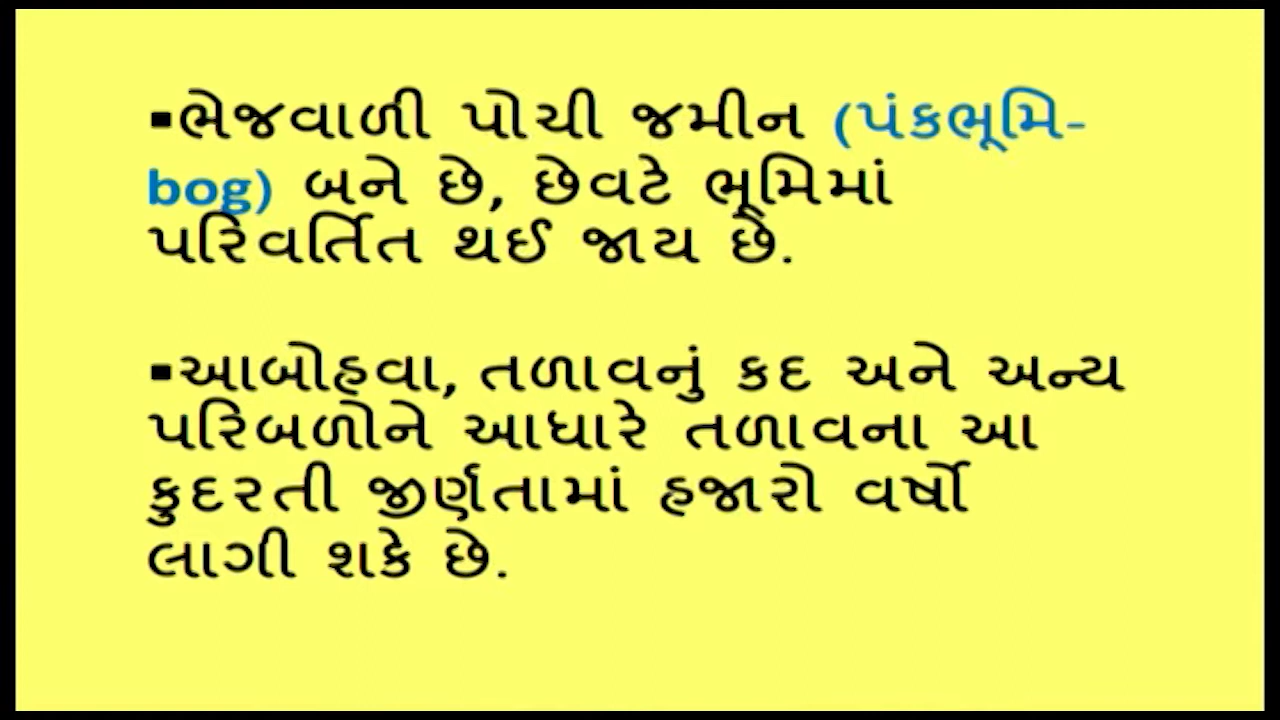 ▪ભેજવાળી પોચી જમીન (પંકભૂમિ-
bog) બને છે, છેવટે ભૂમિમાં
પરિવર્તિત થઈ જાય છે.
▪આબોહવા, તળાવનું કદ અને અન્ય
પરિબળોને આધારે તળાવના આ
કુદરતી જીર્ણતામાં હજારો વર્ષો
લાગી શકે છે.